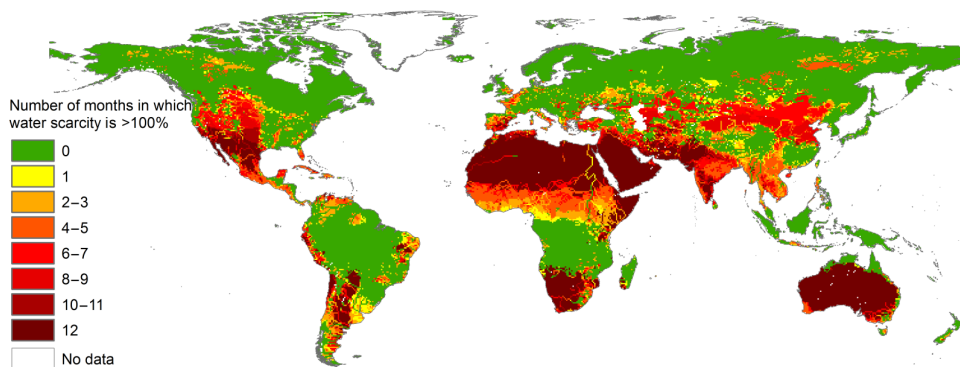 Number of months in which
water scarcity is >100%
0
1
2–3
4–5
6–7
8–9
10–11
12
No data